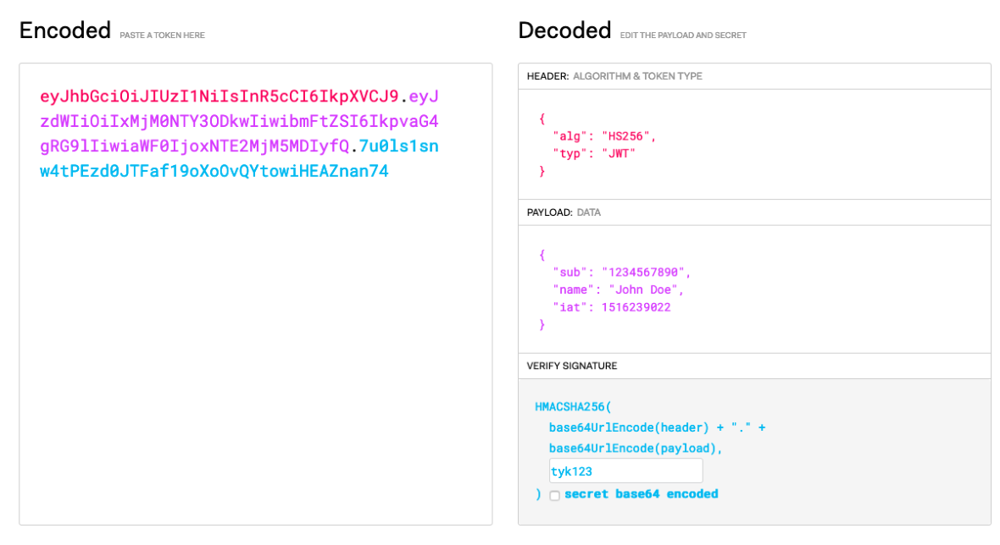 Encoded PASTE A TOKEN HERE
eyJhbGciOiJIUzI1NiIsInR5cCI6IkpXVCJ9.eyJ
zdWIiOiIxMjM0NTY3ODkwIiwibmFtZSI6IkpvaG4
gRG9lIiwiaWF0IjoxNTE2MjM5MDIyfQ.7u0ls1sn
w4tPEzd0JTFaf19oXoOvQYtowiHEAZnan74
Decoded EDIT THE PAYLOAD AND SECRET
HEADER: ALGORITHM & TOKEN TYPE
{
"alg": "HS256",
"typ": "JWT"
}
PAYLOAD: DATA
{
"sub": "1234567890",
"name": "John Doe",
"iat": 1516239022
}
VERIFY SIGNATURE
HMACSHA256(
base64UrlEncode(header) + "." +
base64UrlEncode(payload),
tyk123
) secret base64 encoded